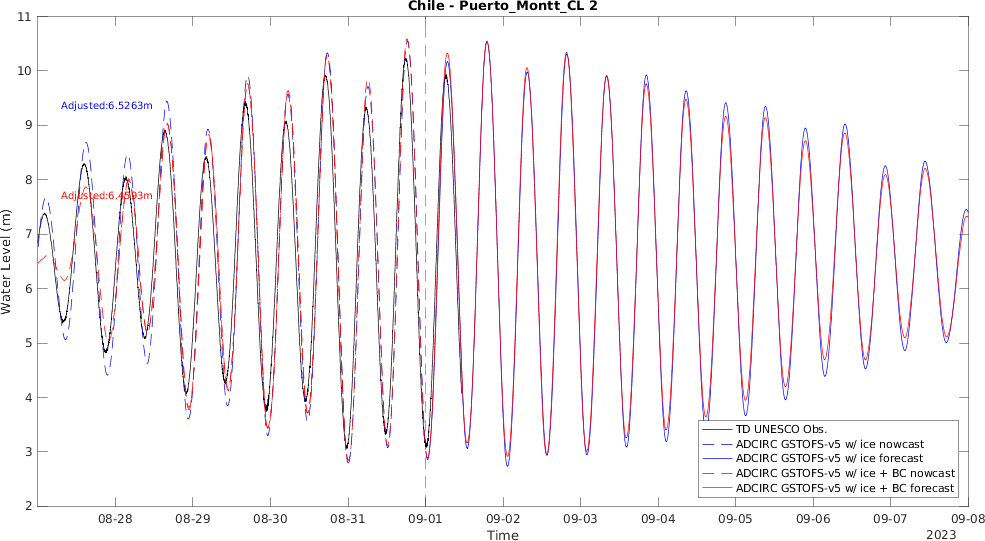 Chile - Puerto_Montt_CL 2
11
10
9
8
7
6
5
4
3
2
Water Level (m)
Adjusted:6.5263m
Adjusted:6.4593m
TD UNESCO Obs.
ADCIRC GSTOFS-v5 w/ ice nowcast
ADCIRC GSTOFS-v5 w/ ice forecast
ADCIRC GSTOFS-v5 w/ ice + BC nowcast
ADCIRC GSTOFS-v5 w/ ice + BC forecast
08-28 08-29 08-30 08-31 09-01 09-02 09-03 09-04 09-05 09-06 09-07 09-08
Time
2023